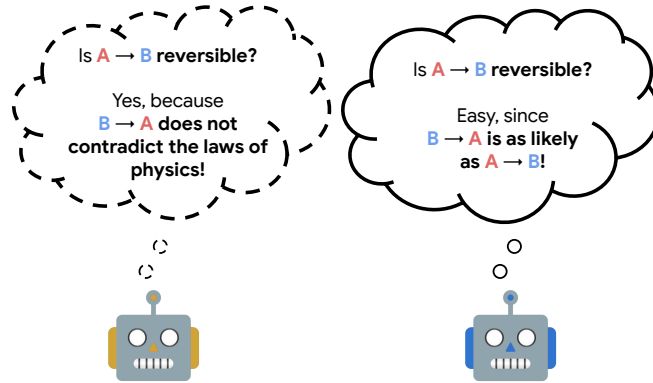 Is A → B reversible?
Yes, because
B → A does not
contradict the laws of
physics!
Is A → B reversible?
Easy, since
B → A is as likely
as A → B!